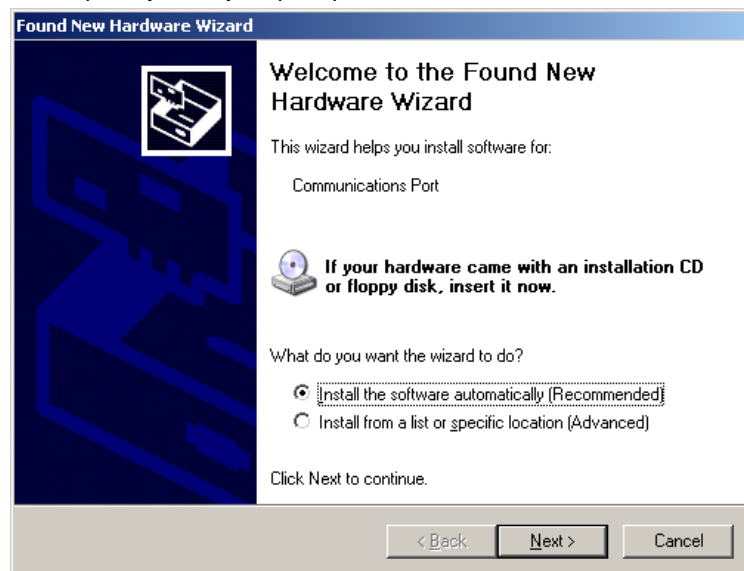 Found New Hardware Wizard
Welcome to the Found New
Hardware Wizard
This wizard helps you install software for:
Communications Port
If your hardware came with an installation CD
or floppy disk, insert it now.
What do you want the wizard to do?
Install the software automatically (Recommended)
Install from a list or specific location (Advanced)
Click Next to continue.
< Back Next > Cancel